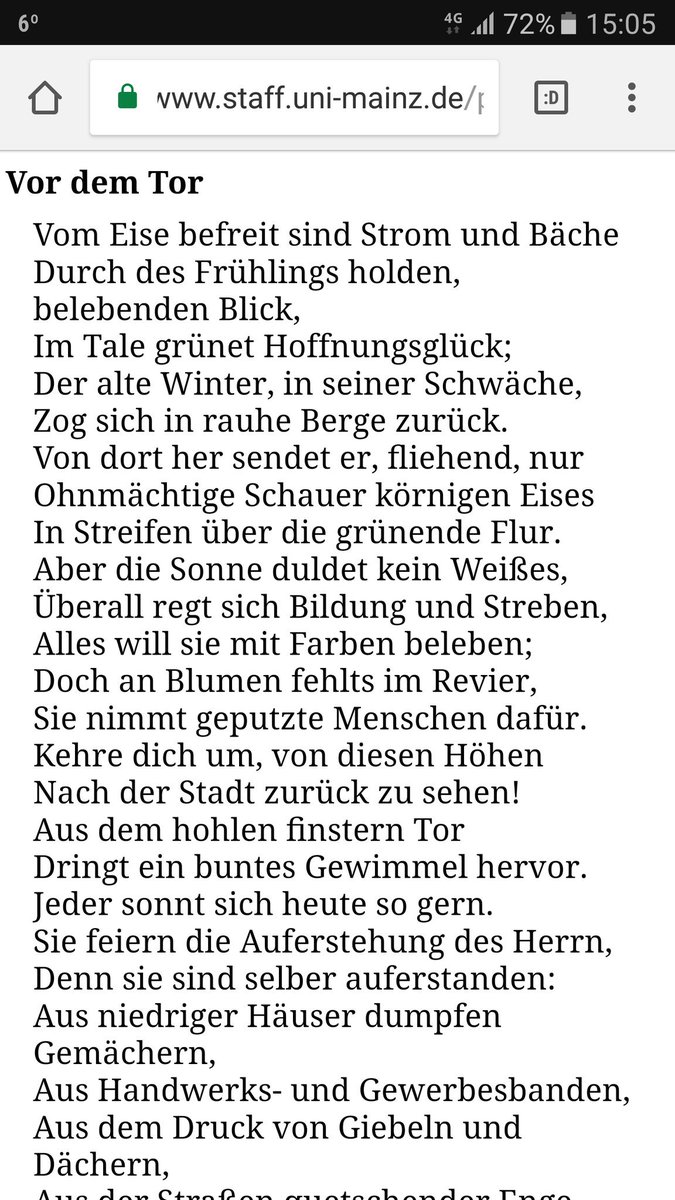 6°
4G 72% 15:05
www.staff.uni-mainz.de/p
:D
Vor dem Tor
Vom Eise befreit sind Strom und Bäche
Durch des Frühlings holden,
belebenden Blick,
Im Tale grünet Hoffnungsglück;
Der alte Winter, in seiner Schwäche,
Zog sich in rauhe Berge zurück.
Von dort her sendet er, fliehend, nur
Ohnmächtige Schauer körnigen Eises
In Streifen über die grünende Flur.
Aber die Sonne duldet kein Weißes,
Überall regt sich Bildung und Streben,
Alles will sie mit Farben beleben;
Doch an Blumen fehlts im Revier,
Sie nimmt geputzte Menschen dafür.
Kehre dich um, von diesen Höhen
Nach der Stadt zurück zu sehen!
Aus dem hohlen finstern Tor
Dringt ein buntes Gewimmel hervor.
Jeder sonnt sich heute so gern.
Sie feiern die Auferstehung des Herrn,
Denn sie sind selber auferstanden:
Aus niedriger Häuser dumpfen
Gemächern,
Aus Handwerks- und Gewerbesbanden,
Aus dem Druck von Giebeln und
Dächern,
Aus der Straßen quetschender Enge